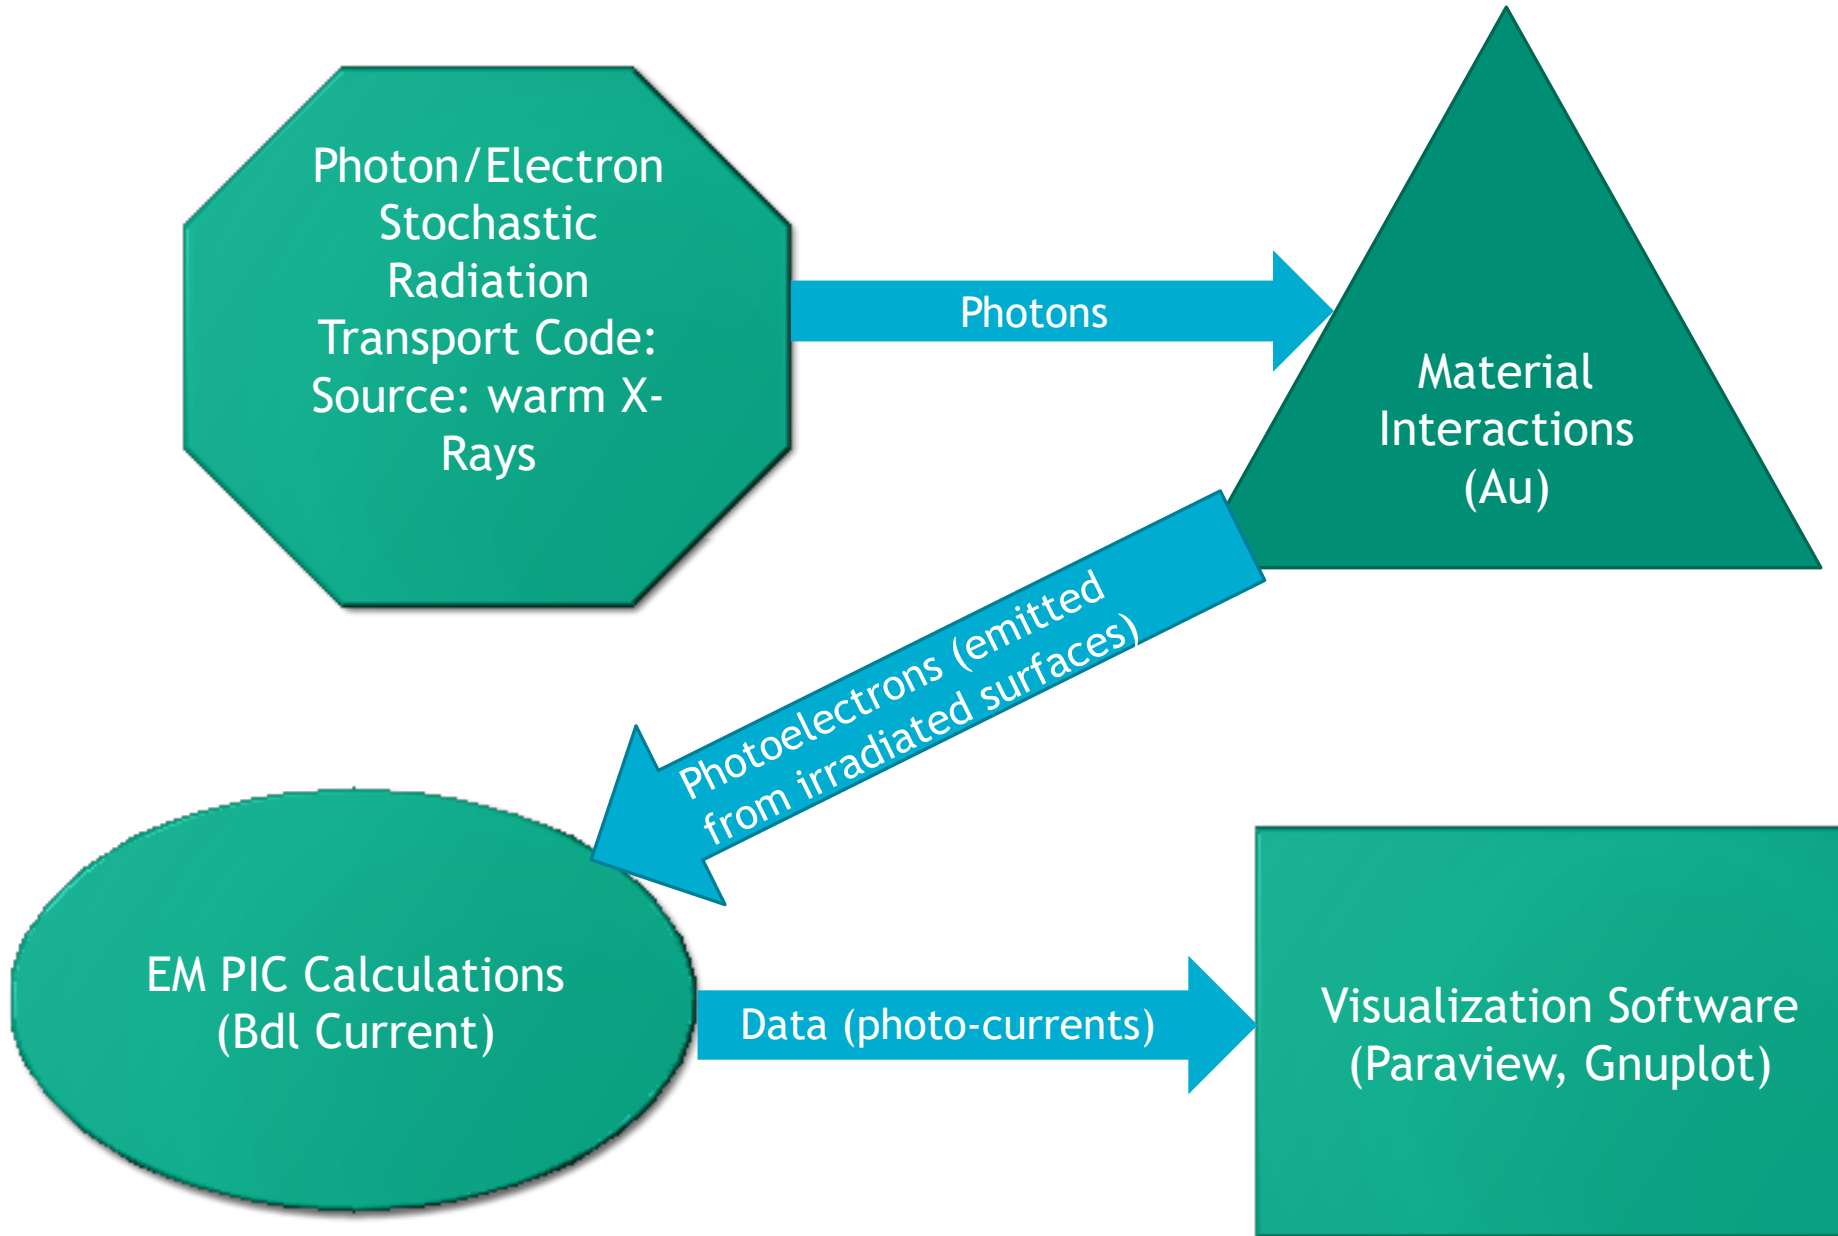 Photon/Electron
Stochastic
Radiation
Transport Code:
Source: warm X-
Rays
Photons
Material
Interactions
(Au)
Photoelectrons (emitted
from irradiated surfaces)
EM PIC Calculations
(Bdl Current)
Data (photo-currents)
Visualization Software
(Paraview, Gnuplot)